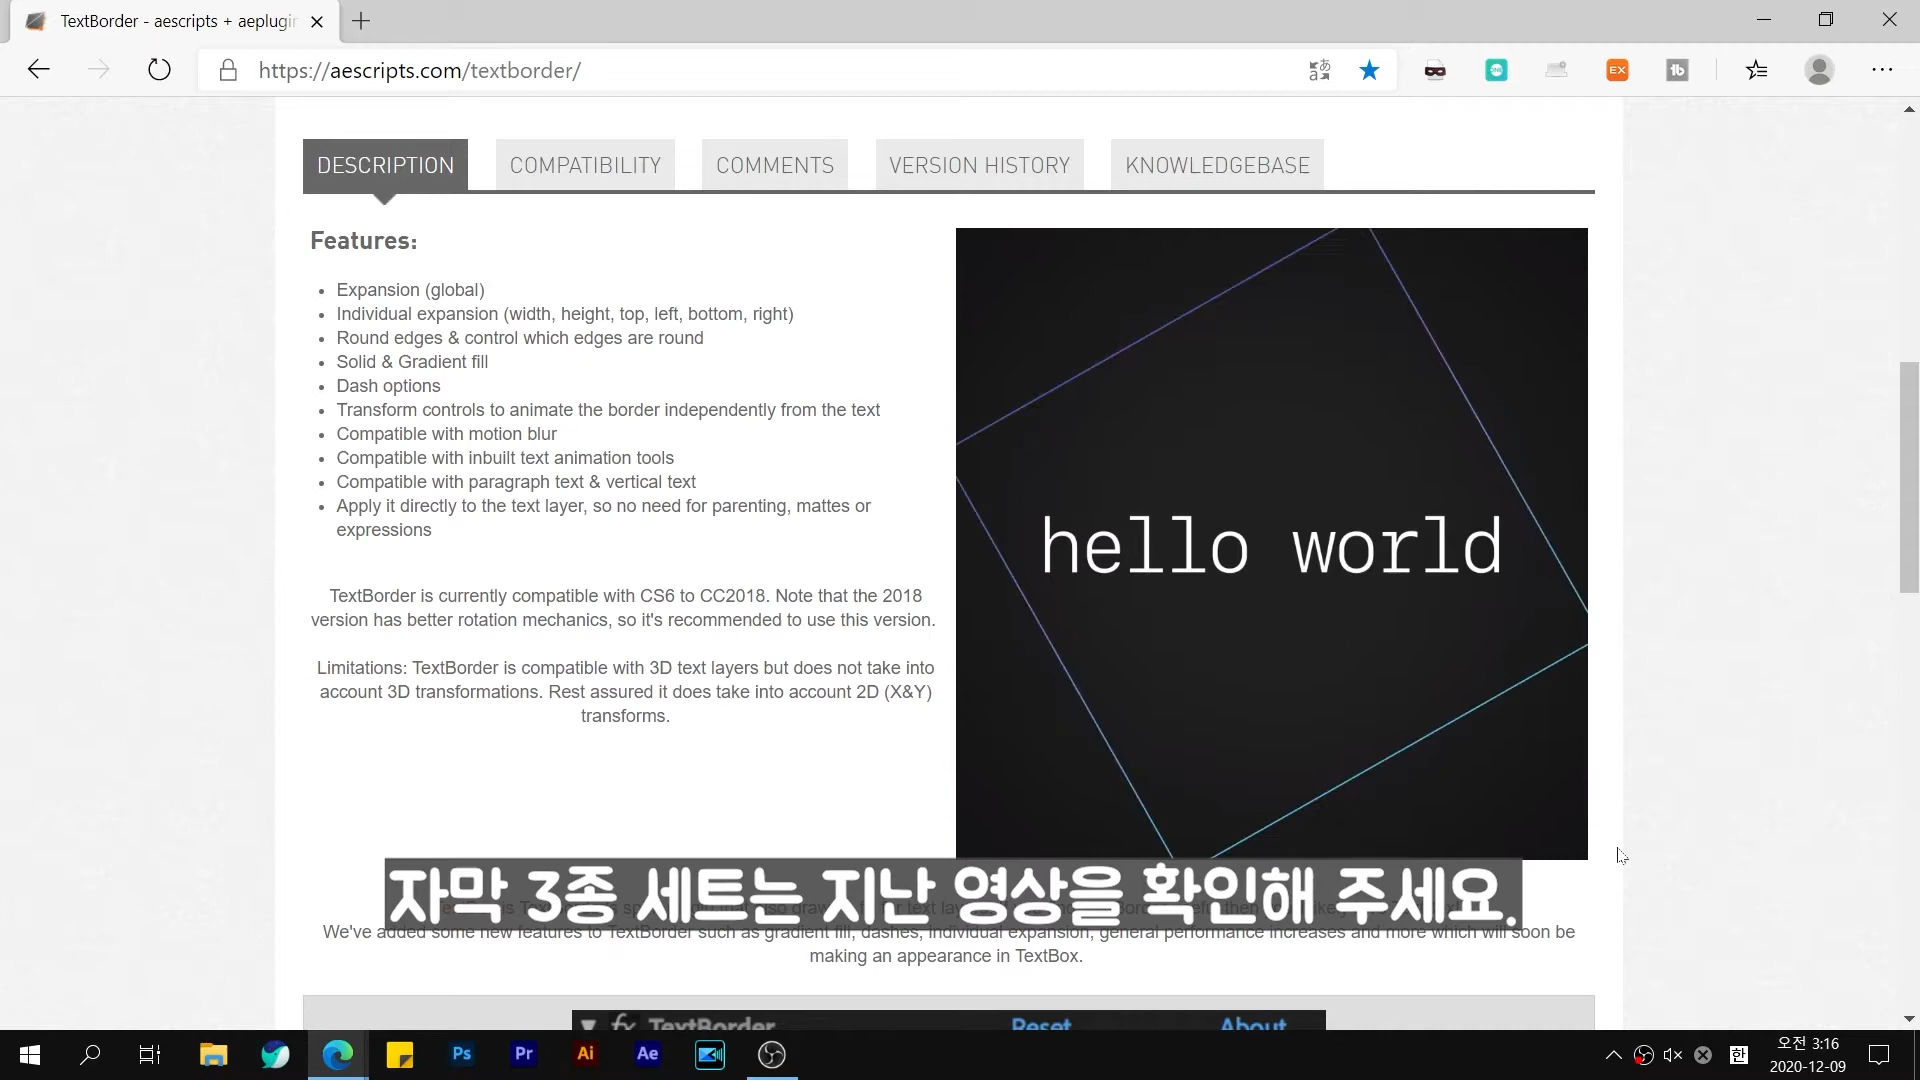 TextBorder - aescripts + aeplugin
https://aescripts.com/textborder/
DESCRIPTION
COMPATIBILITY
COMMENTS
VERSION HISTORY
KNOWLEDGEBASE
Features:
Expansion (global)
Individual expansion (width, height, top, left, bottom, right)
Round edges & control which edges are round
Solid & Gradient fill
Dash options
Transform controls to animate the border independently from the text
Compatible with motion blur
Compatible with inbuilt text animation tools
Compatible with paragraph text & vertical text
Apply it directly to the text layer, so no need for parenting, mattes or
expressions
TextBorder is currently compatible with CS6 to CC2018. Note that the 2018
version has better rotation mechanics, so it's recommended to use this version.
Limitations: TextBorder is compatible with 3D text layers but does not take into
account 3D transformations. Rest assured it does take into account 2D (X&Y)
transforms.
hello world
자막 3종 세트는 지난 영상을 확인해 주세요.
We've added some new features to TextBorder such as gradient fill, dashes, individual expansion, general performance increases and more which will soon be
making an appearance in TextBox.
fx TextBorder
Reset
About
Ps
Pr
Ai
Ae
한
오전 3:16
2020-12-09